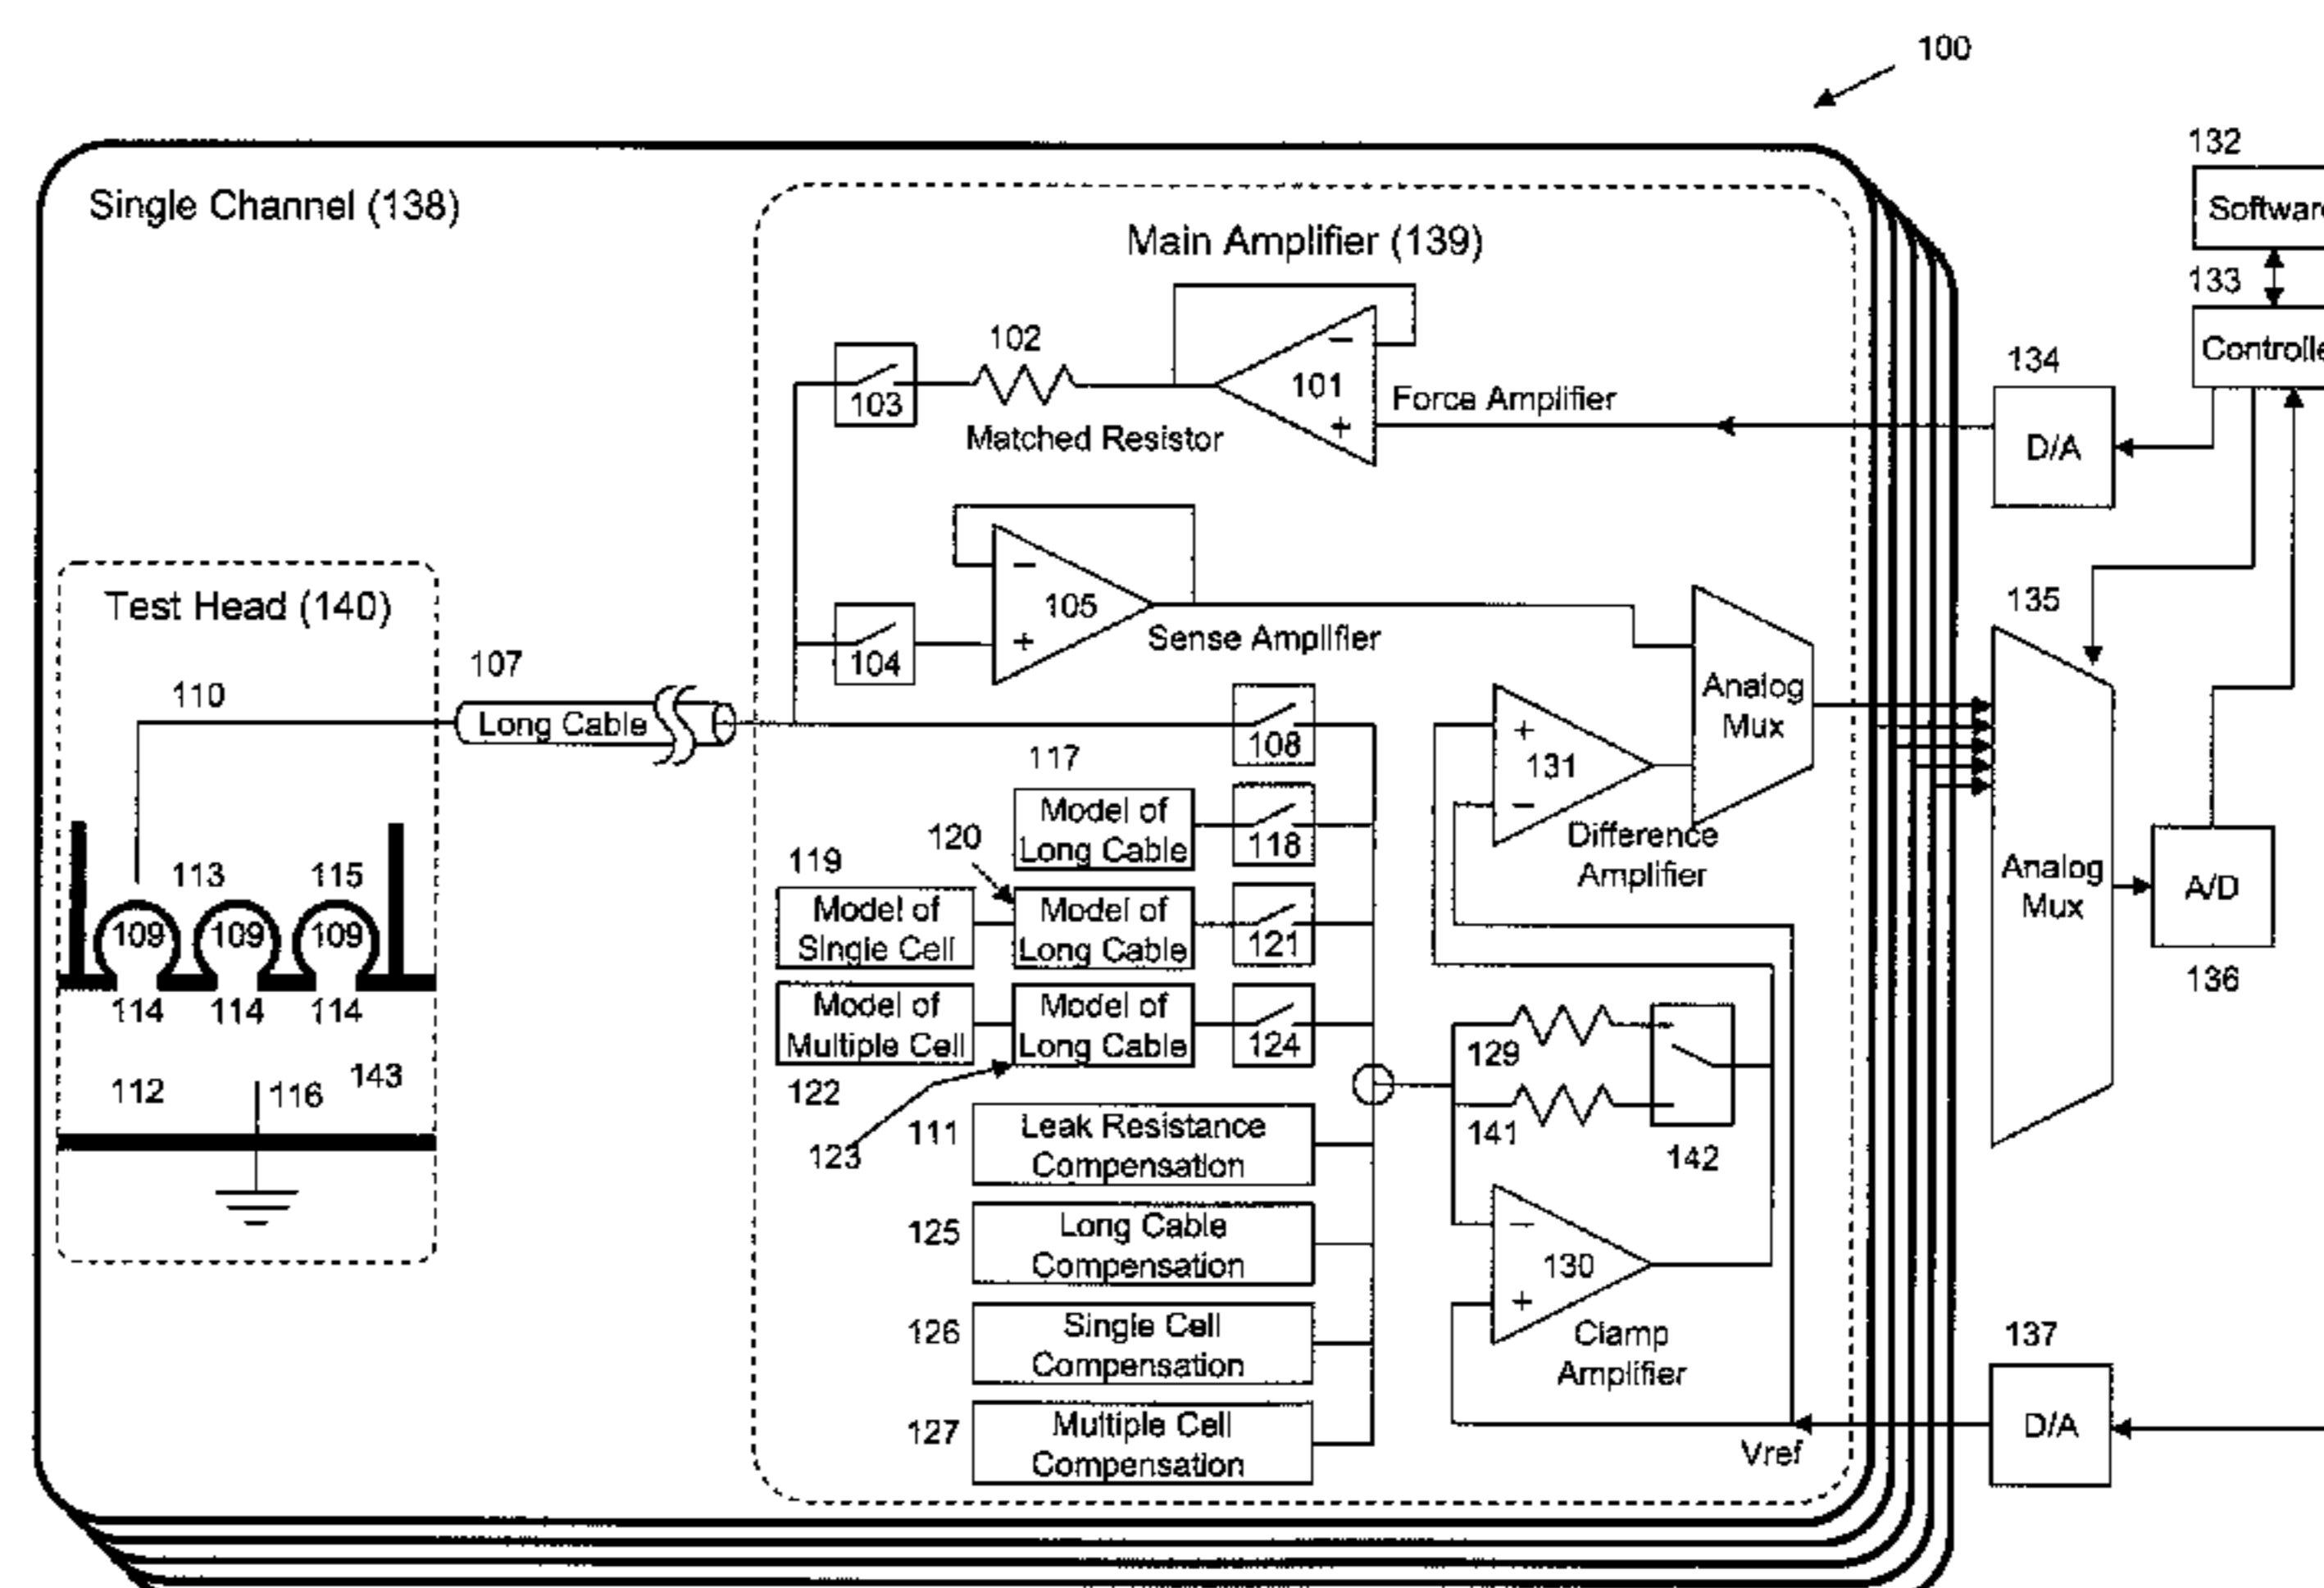 100
132
Single Channel (138)
Software
Main Amplifier (139)
133
102
Controlle
134
101
103
Force Amplifier
Matched Resistor
D/A
Test Head (140)
105
135
107
Sense Amplifier
104
110
Analog
Mux
Long Cable
108
117
131
Model of
Long Cable
120
118
Difference
Amplifier
119
113
115
Analog
Mux
A/D
Model of
Single Cell
Model of
Long Cable
109
109
109
121
136
114
114
114
Model of
Multiple Cell
Model of
Long Cable
124
129
112
116
143
122
111
Leak Resistance
Compensation
141
142
123
125
Long Cable
Compensation
130
126
Single Cell
Compensation
Clamp
Amplifier
137
127
Multiple Cell
Compensation
D/A
Vref